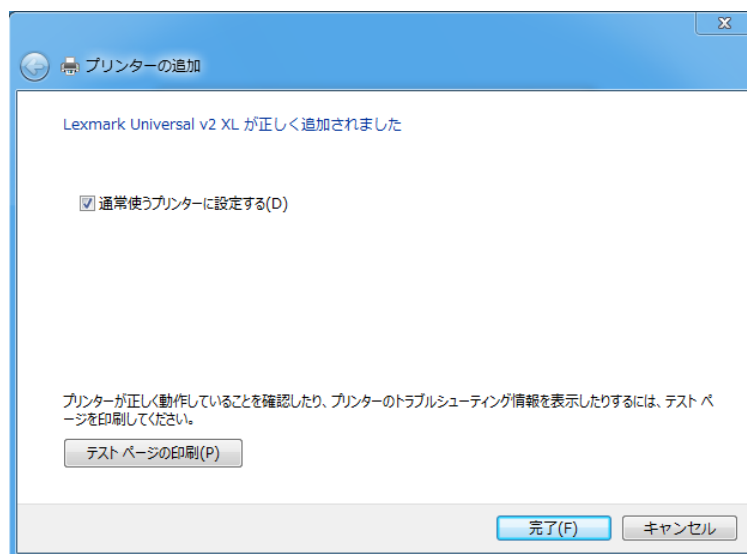 プリンターの追加
Lexmark Universal v2 XL が正しく追加されました
通常使うプリンターに設定する(D)
プリンターが正しく動作していることを確認したり、プリンターのトラブルシューティング情報を表示したりするには、テスト ペ
ージを印刷してください。
テスト ページの印刷(P)
完了(F)
キャンセル